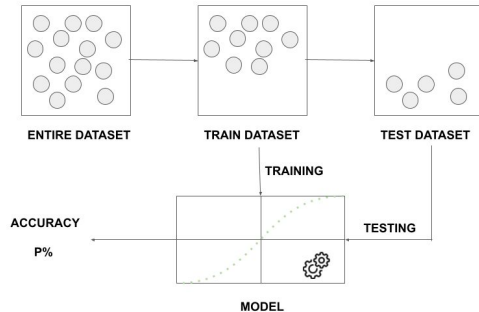 ENTIRE DATASET
TRAIN DATASET
TEST DATASET
TRAINING
ACCURACY
P%
TESTING
MODEL